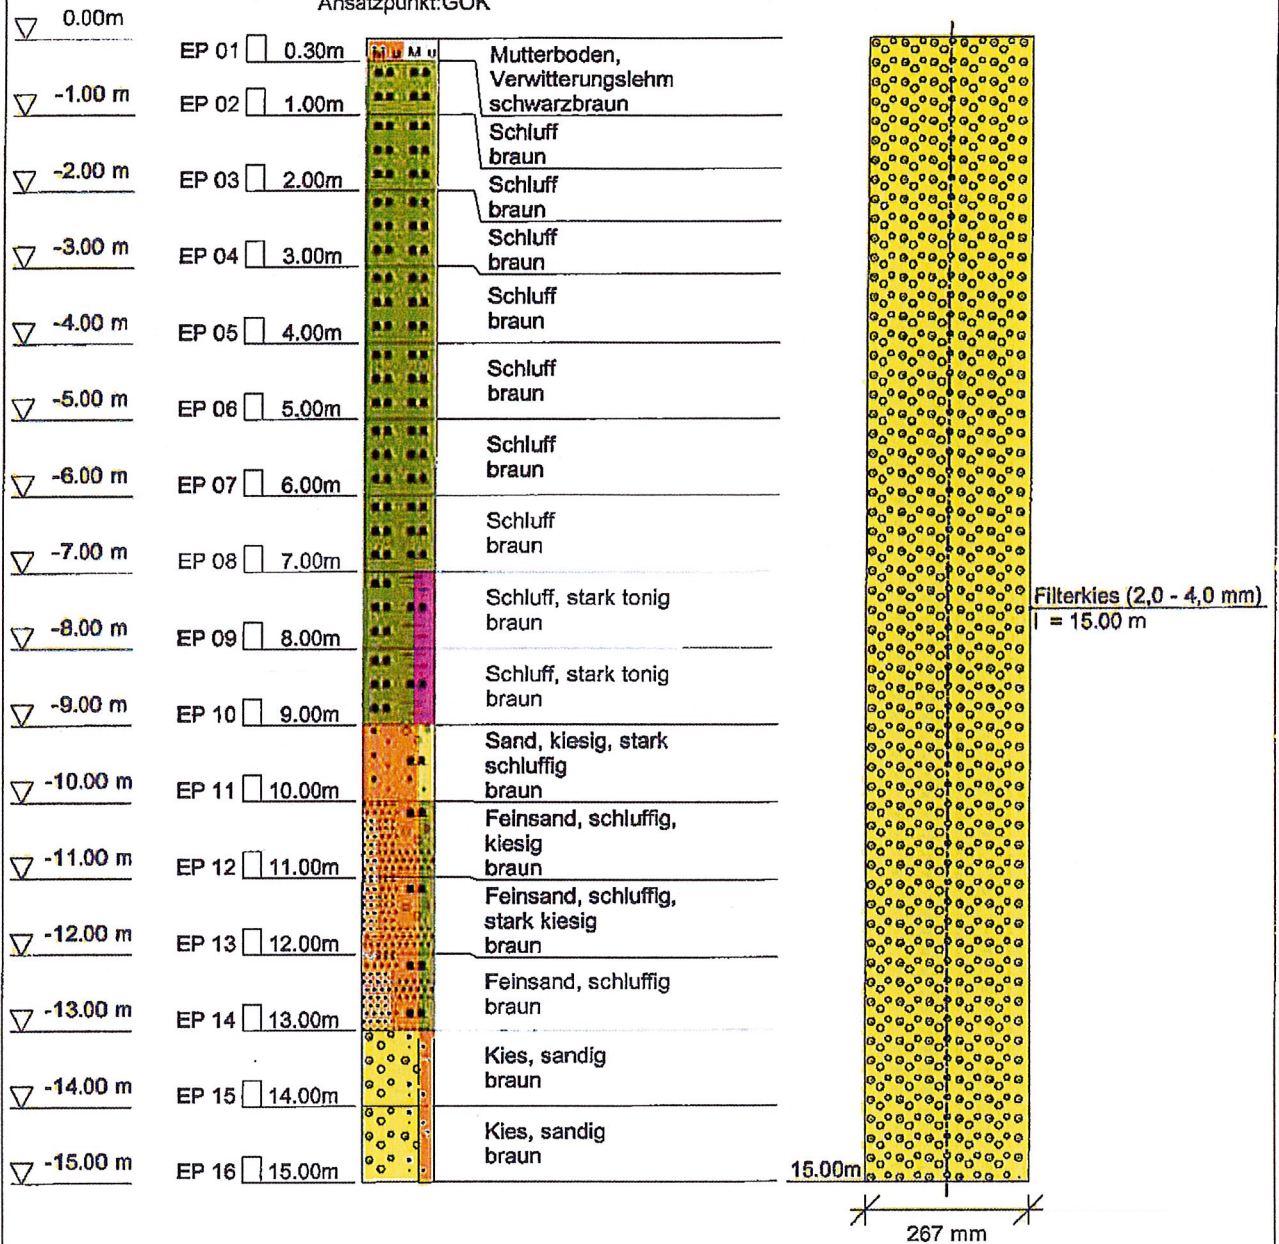 Ansatzpunkt:GOK
0.00m
EP 01 0.30m
M u M u
Mutterboden,
Verwitterungslehm
schwarzbraun
-1.00 m
EP 02 1.00m
Schluff
braun
-2.00 m
EP 03 2.00m
Schluff
braun
-3.00 m
EP 04 3.00m
Schluff
braun
-4.00 m
EP 05 4.00m
Schluff
braun
-5.00 m
EP 06 5.00m
Schluff
braun
-6.00 m
EP 07 6.00m
Schluff
braun
-7.00 m
EP 08 7.00m
Schluff
braun
-8.00 m
EP 09 8.00m
Schluff, stark tonig
braun
-9.00 m
EP 10 9.00m
Schluff, stark tonig
braun
-10.00 m
EP 11 10.00m
Sand, kiesig, stark
schluffig
braun
-11.00 m
EP 12 11.00m
Feinsand, schluffig,
kiesig
braun
-12.00 m
EP 13 12.00m
Feinsand, schluffig,
stark kiesig
braun
-13.00 m
EP 14 13.00m
Feinsand, schluffig
braun
-14.00 m
EP 15 14.00m
Kies, sandig
braun
-15.00 m
EP 16 15.00m
Kies, sandig
braun
Filterkies (2,0 - 4,0 mm)
l = 15.00 m
15.00m
267 mm